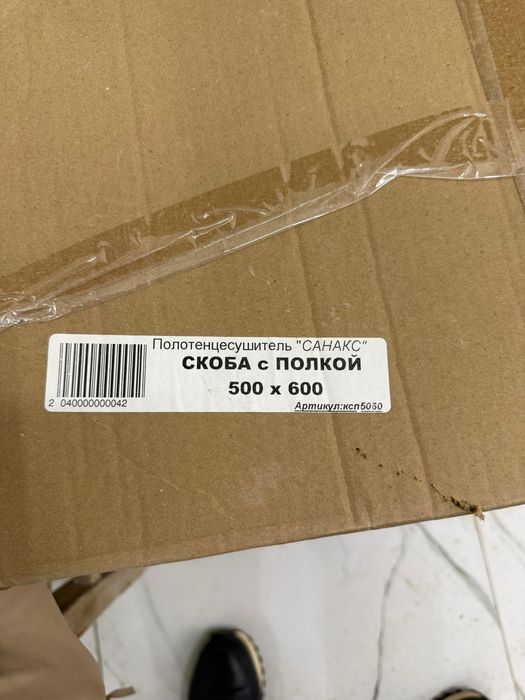 Полотенцесушитель "САНАКС"
СКОБА с ПОЛКОЙ
500 х 600
2 040000000042
Артикул:ксп5060